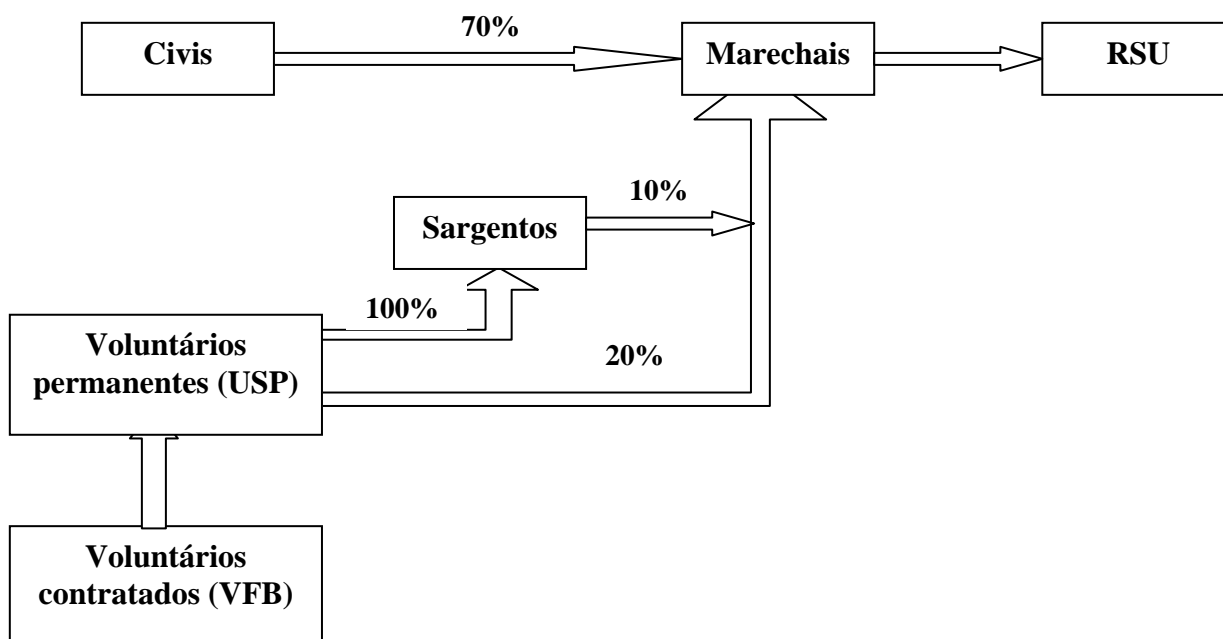 70%
Civis
Marechais
RSU
10%
Sargentos
100%
20%
Voluntários
permanentes (USP)
Voluntários
contratados (VFB)